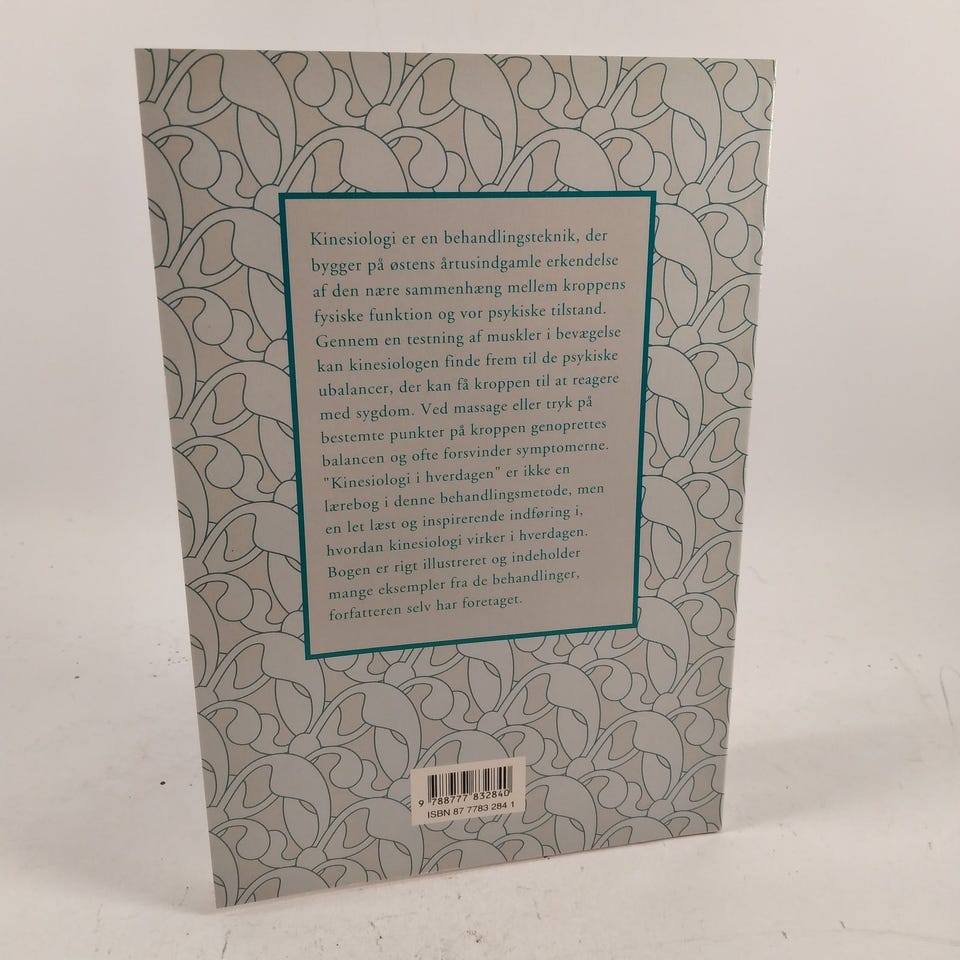 Kinesiologi er en behandlingsteknik, der
bygger på østens årtusindgamle erkendelse
af den nære sammenhæng mellem kroppens
fysiske funktion og vor psykiske tilstand.
Gennem en testning af muskler i bevægelse
kan kinesiologen finde frem til de psykiske
ubalancer, der kan få kroppen til at reagere
med sygdom. Ved massage eller tryk på
bestemte punkter på kroppen genoprettes
balancen og ofte forsvinder symptomerne.
"Kinesiologi i hverdagen" er ikke en
lærebog i denne behandlingsmetode, men
en let læst og inspirerende indføring i,
hvordan kinesiologi virker i hverdagen.
Bogen er rigt illustreret og indeholder
mange eksempler fra de behandlinger,
forfatteren selv har foretaget.
9 788777 832840
ISBN 87 7783 284 1